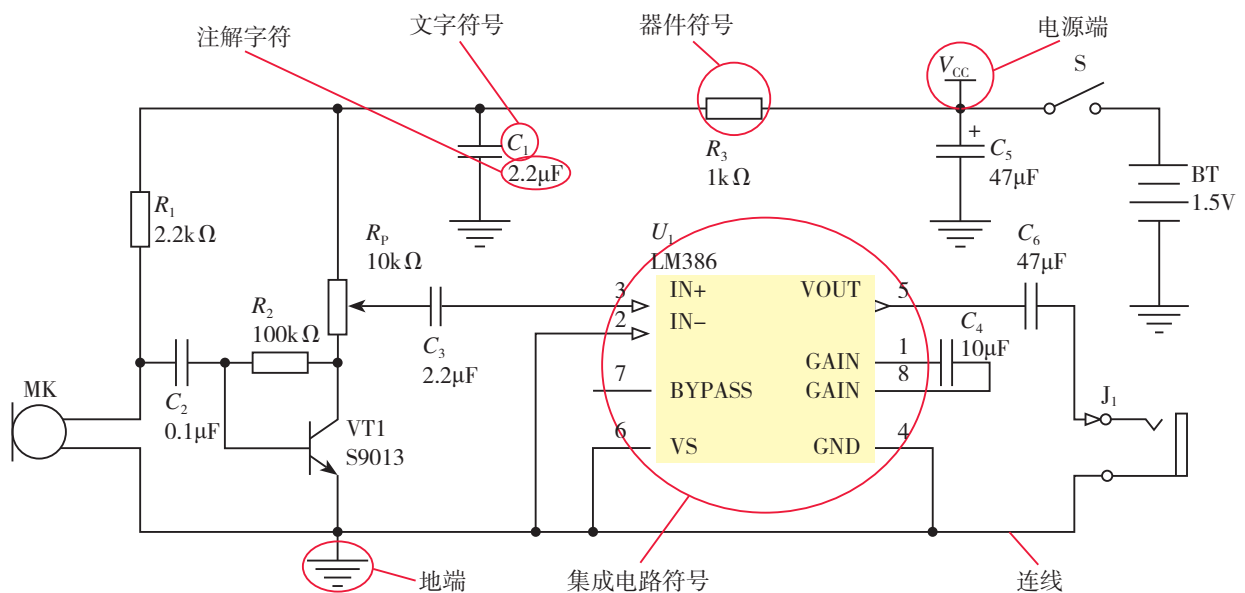 注解字符
文字符号
器件符号
电源端
V_CC
S
C₁
2.2μF
R₃
1kΩ
+
C₅
47μF
BT
1.5V
R₁
2.2kΩ
R_P
10kΩ
U₁
LM386
C₆
47μF
3
IN+
VOUT
5
2
IN-
R₂
100kΩ
C₃
2.2μF
C₄
10μF
1
GAIN
8
GAIN
7
BYPASS
MK
C₂
0.1μF
VT1
S9013
6
VS
GND
4
J₁
地端
集成电路符号
连线